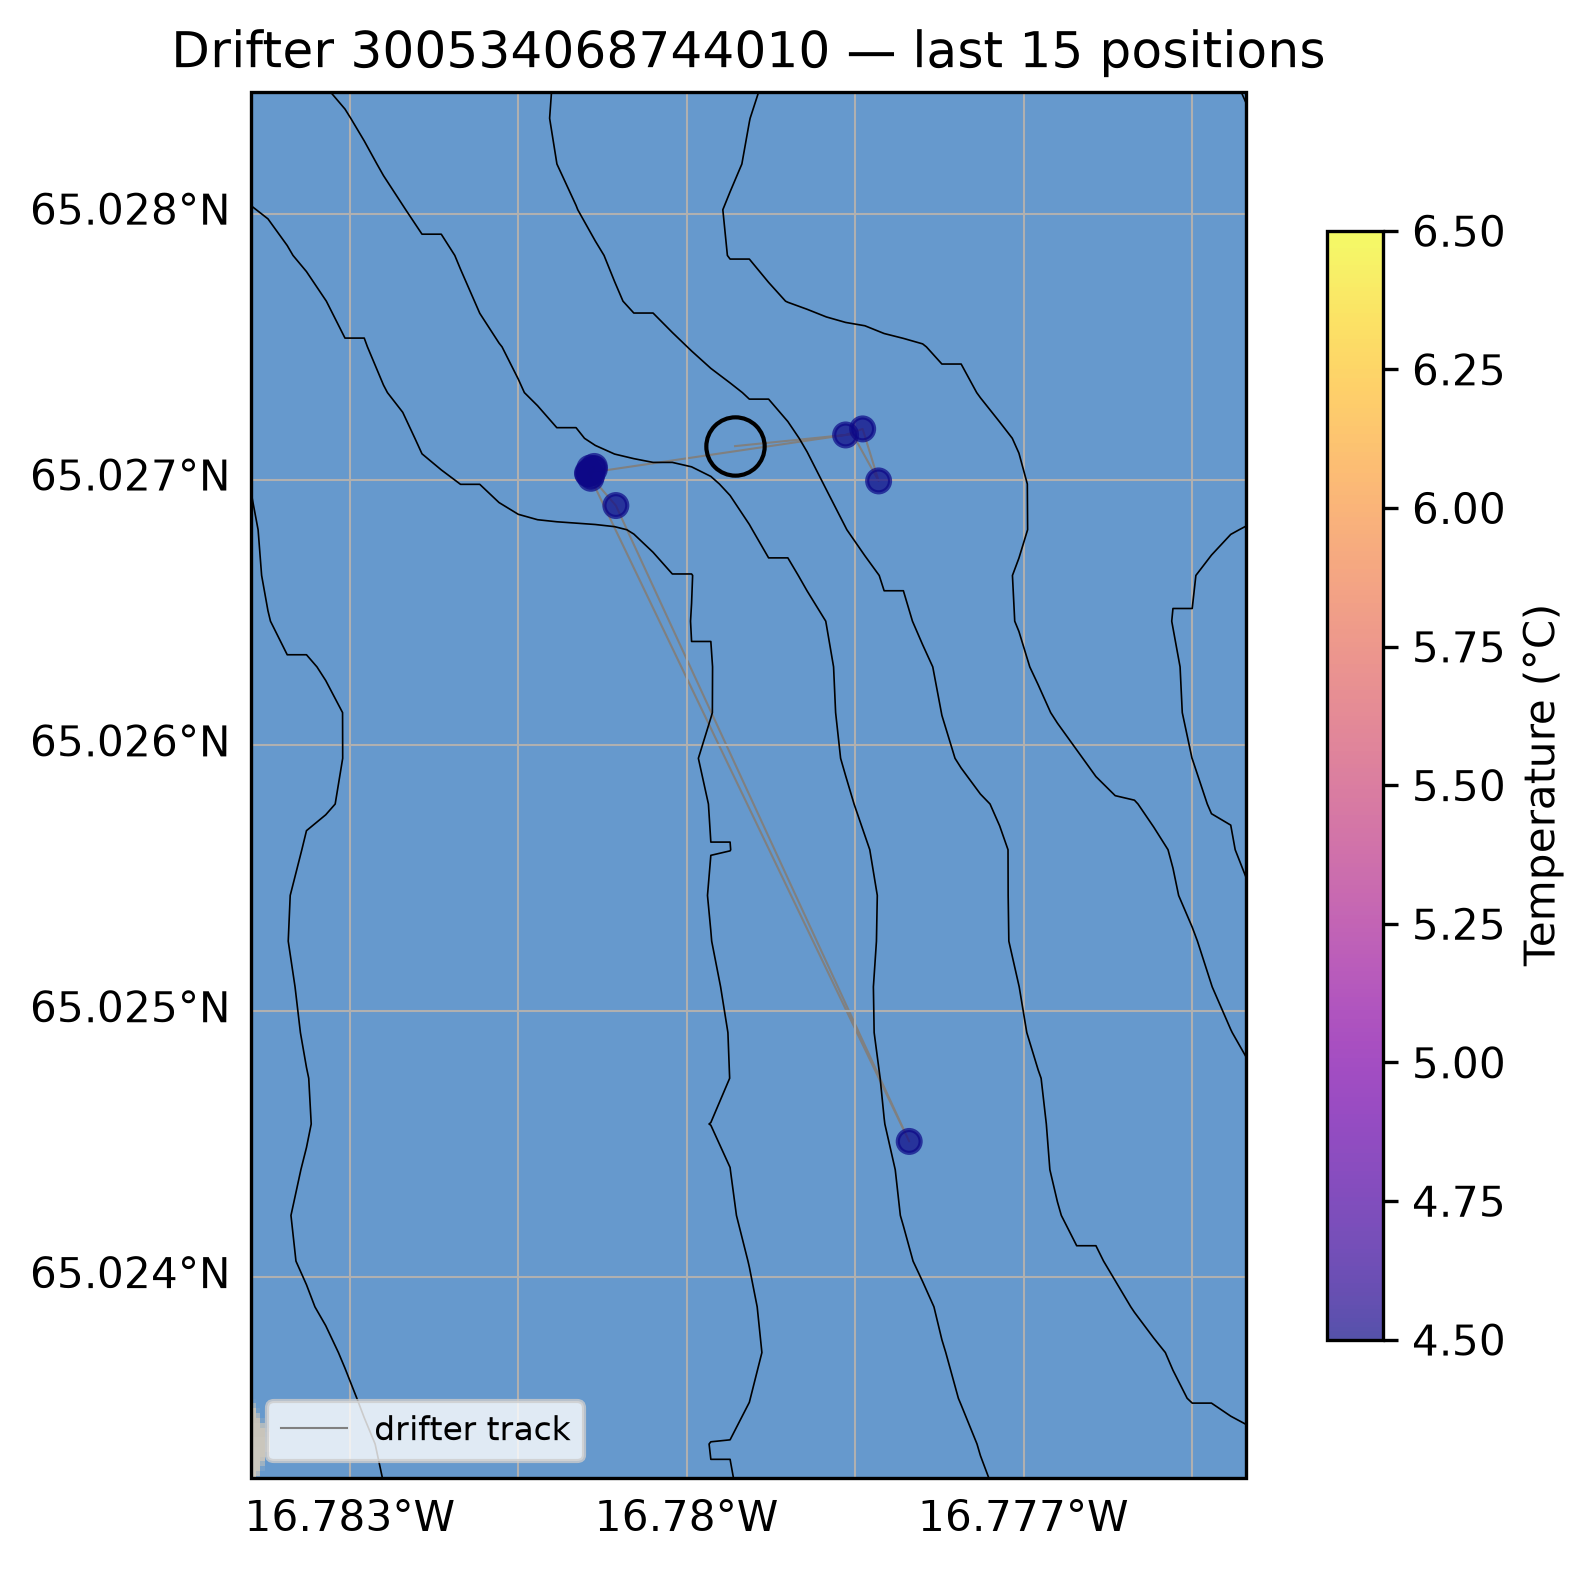 Drifter 300534068744010 — last 15 positions
65.028°N
65.027°N
65.026°N
65.025°N
65.024°N
16.783°W
16.78°W
16.777°W
drifter track
6.50
6.25
6.00
5.75
5.50
5.25
5.00
4.75
4.50
Temperature (°C)